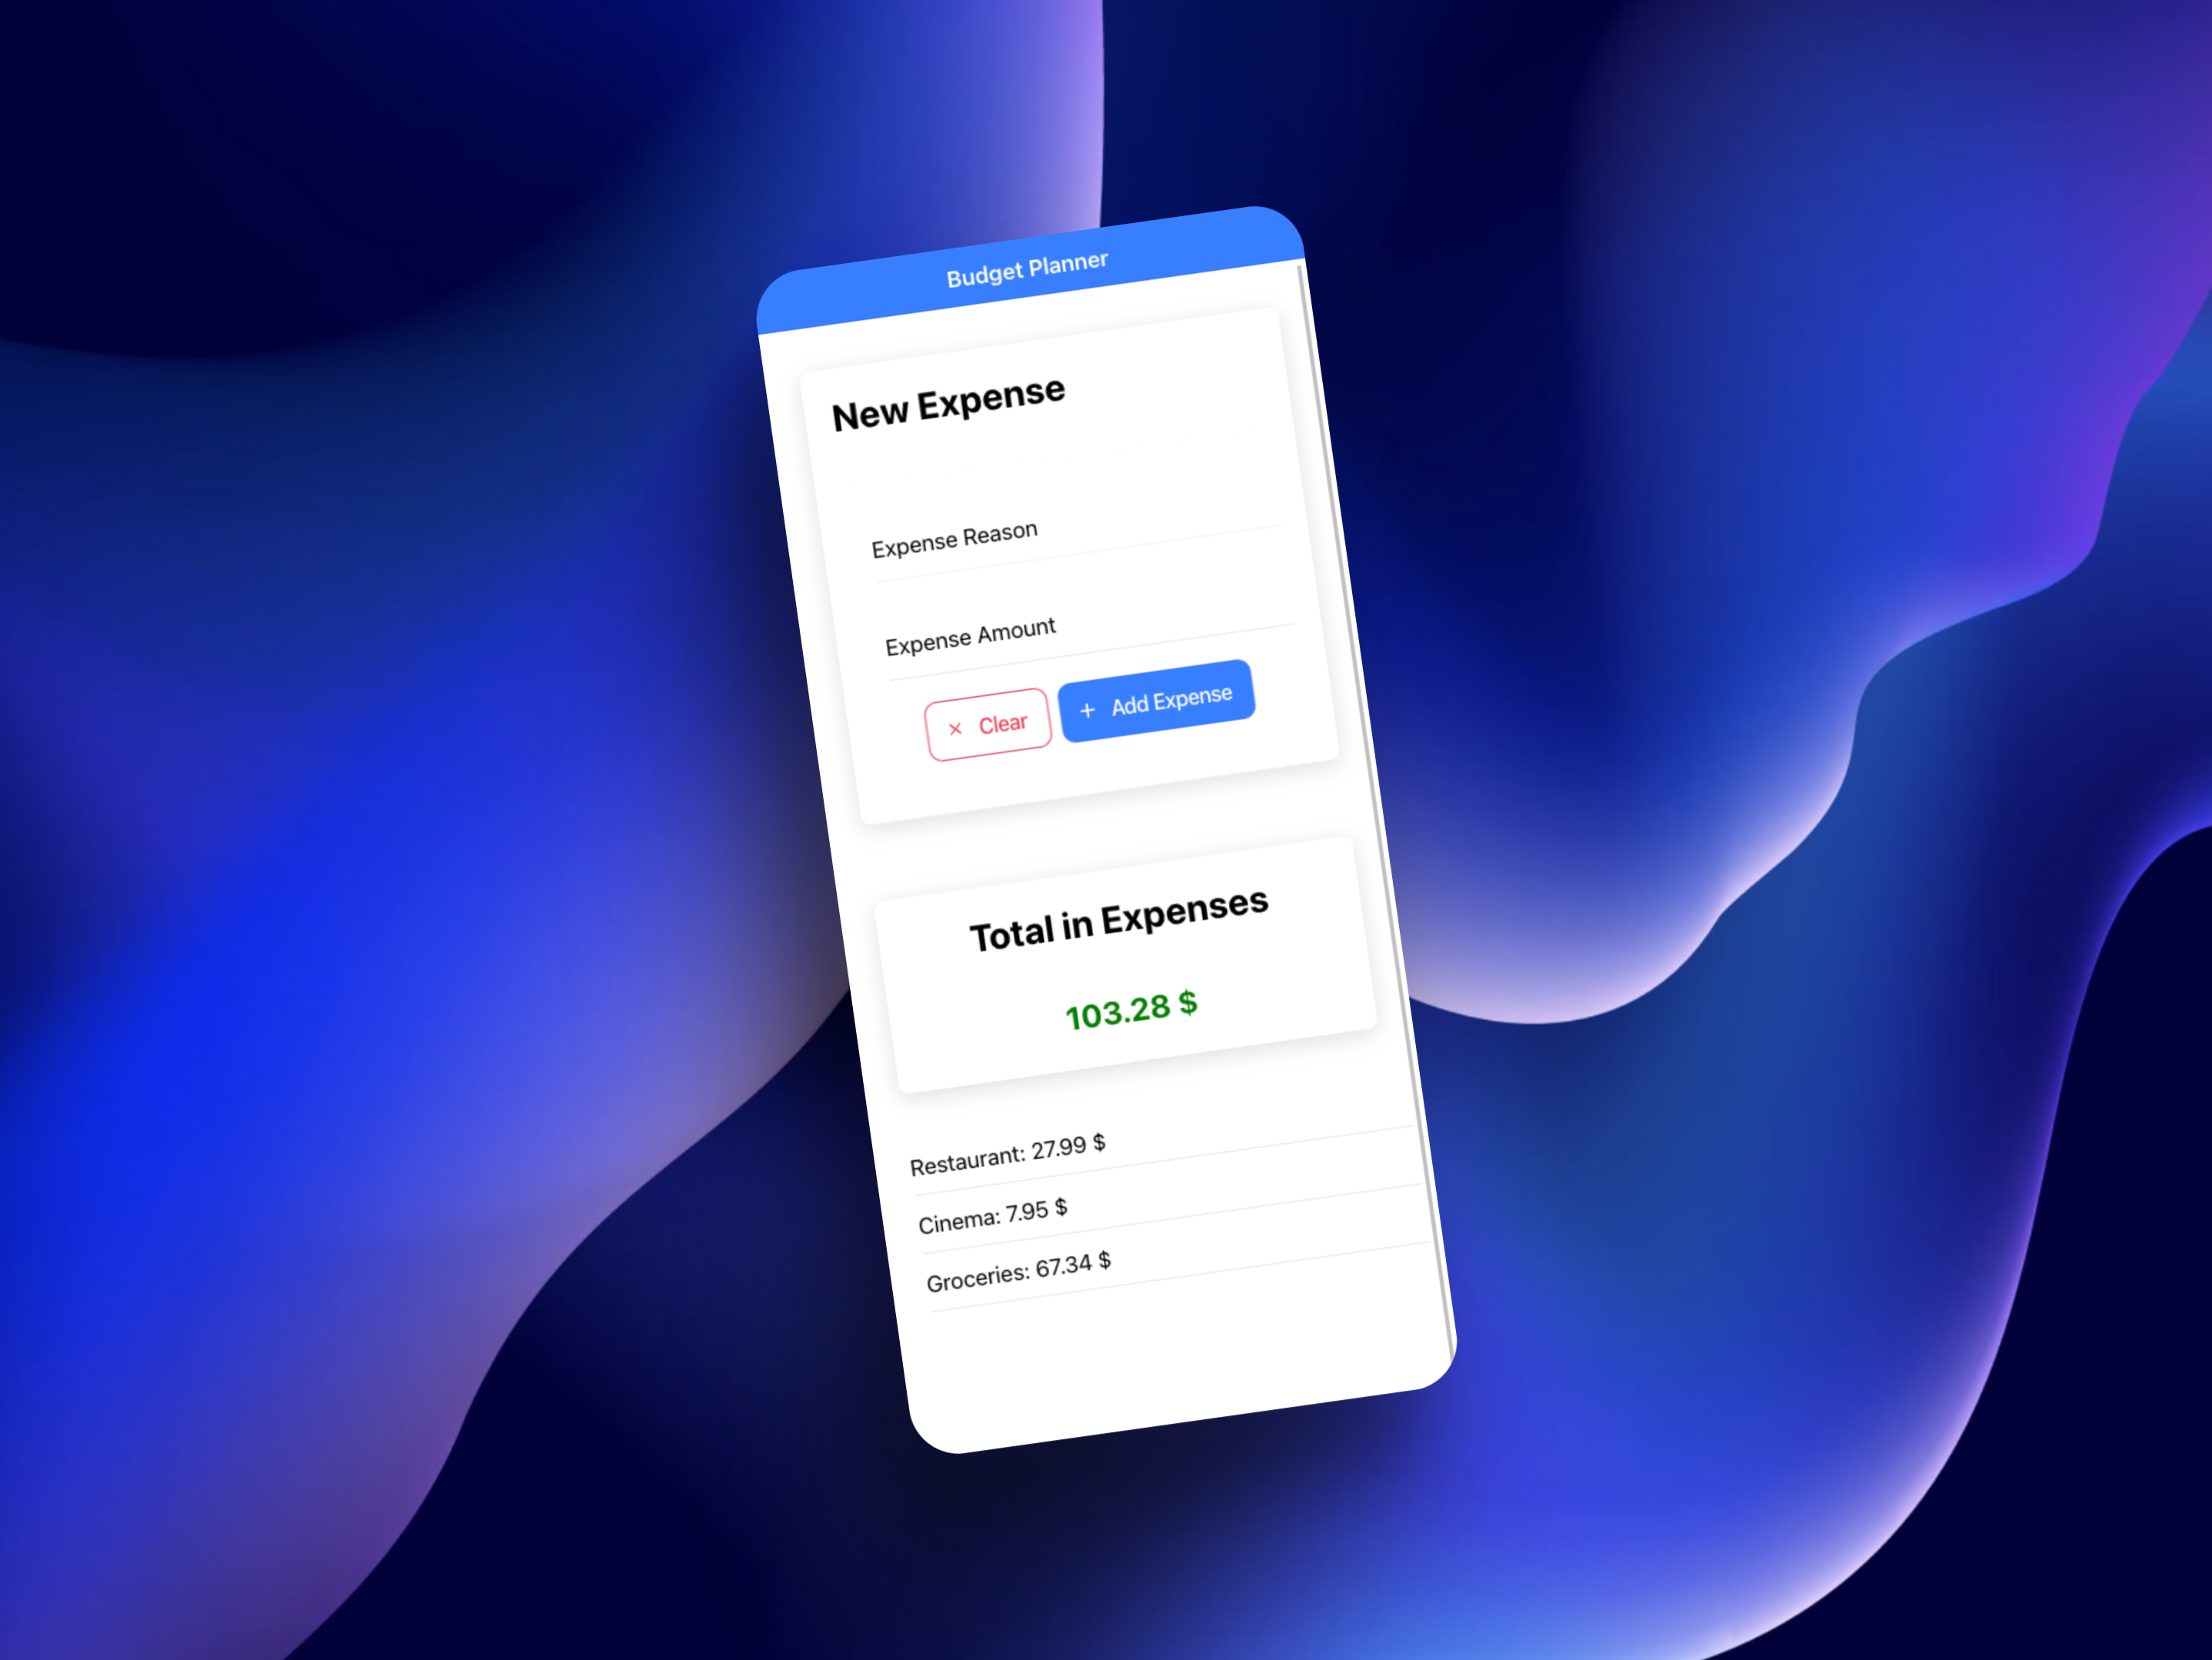 Budget Planner
New Expense
Expense Reason
Expense Amount
× Clear
+ Add Expense
Total in Expenses
103.28 $
Restaurant: 27.99 $
Cinema: 7.95 $
Groceries: 67.34 $